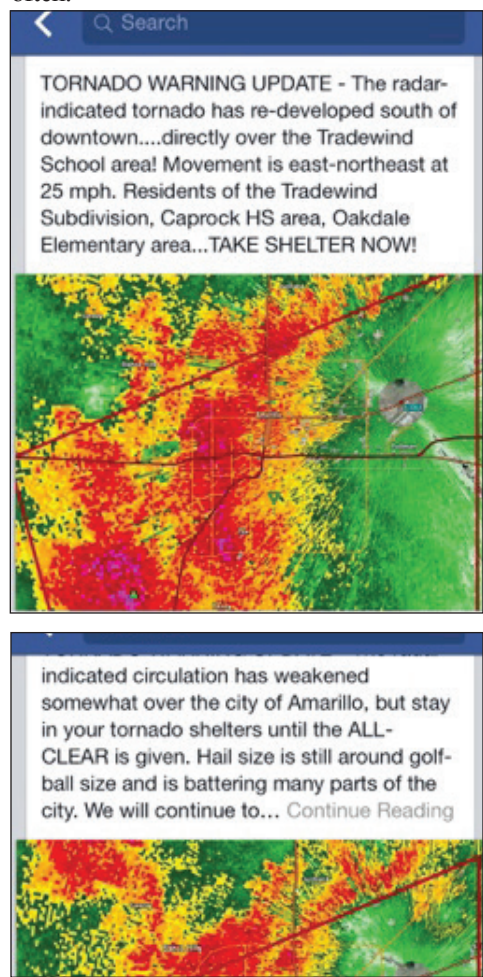 often.
Search
TORNADO WARNING UPDATE - The radar-
indicated tornado has re-developed south of
downtown....directly over the Tradewind
School area! Movement is east-northeast at
25 mph. Residents of the Tradewind
Subdivision, Caprock HS area, Oakdale
Elementary area...TAKE SHELTER NOW!
Amarillo
indicated circulation has weakened
somewhat over the city of Amarillo, but stay
in your tornado shelters until the ALL-
CLEAR is given. Hail size is still around golf-
ball size and is battering many parts of the
city. We will continue to... Continue Reading